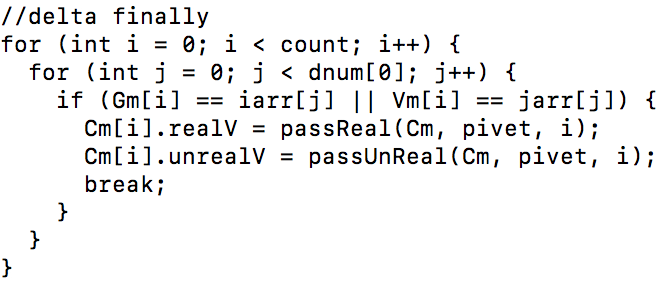 //delta finally
for (int i = 0; i < count; i++) {
  for (int j = 0; j < dnum[0]; j++) {
    if (Gm[i] == iarr[j] || Vm[i] == jarr[j]) {
      Cm[i].realV = passReal(Cm, pivet, i);
      Cm[i].unrealV = passUnReal(Cm, pivet, i);
      break;
    }
  }
}